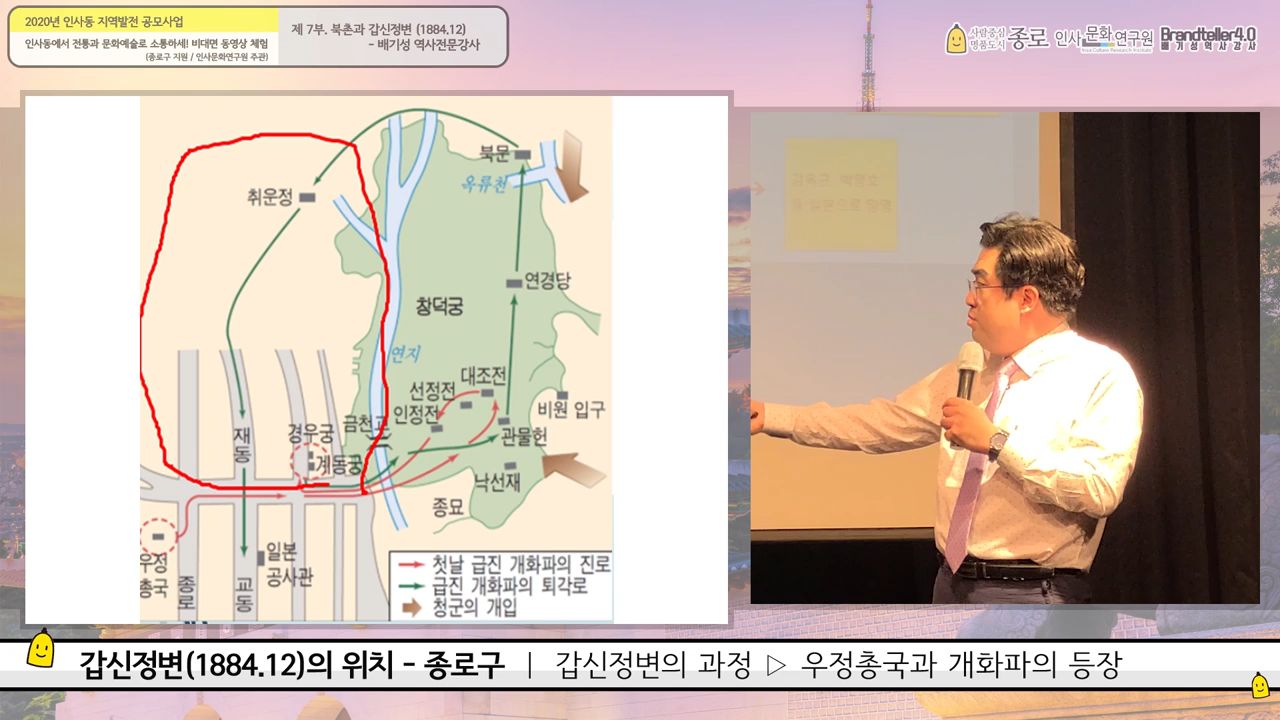 2020년 인사동 지역발전 공모사업
인사동에서 전통과 문화예술로 소통하세! 비대면 동영상 체험
(종로구 지원 / 인사문화연구원 주관)
제 7부. 북촌과 갑신정변 (1884.12)
- 배기성 역사전문강사
사람중심
명품도시
종로
인사문화연구원
Insa Culture Research Institute
Brandteller4.0
배기성역사강사
북문
옥류천
취운정
연경당
창덕궁
연지
대조전
선정전
인정전
비원 입구
금천교
경우궁
계동궁
관물헌
재동
낙선재
종묘
우정총국
종로
교동
일본
공사관
첫날 급진 개화파의 진로
급진 개화파의 퇴각로
청군의 개입
갑신정변(1884.12)의 위치 - 종로구 | 갑신정변의 과정 ▷ 우정총국과 개화파의 등장